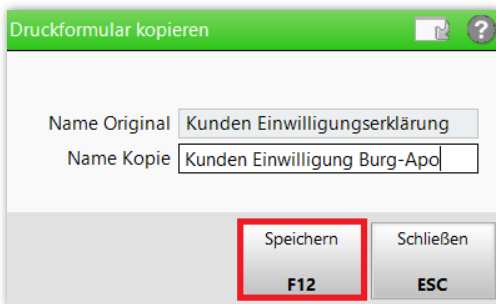 Druckformular kopieren
?
Name Original Kunden Einwilligungserklärung
Name Kopie Kunden Einwilligung Burg-Apo
Speichern Schließen
F12 ESC